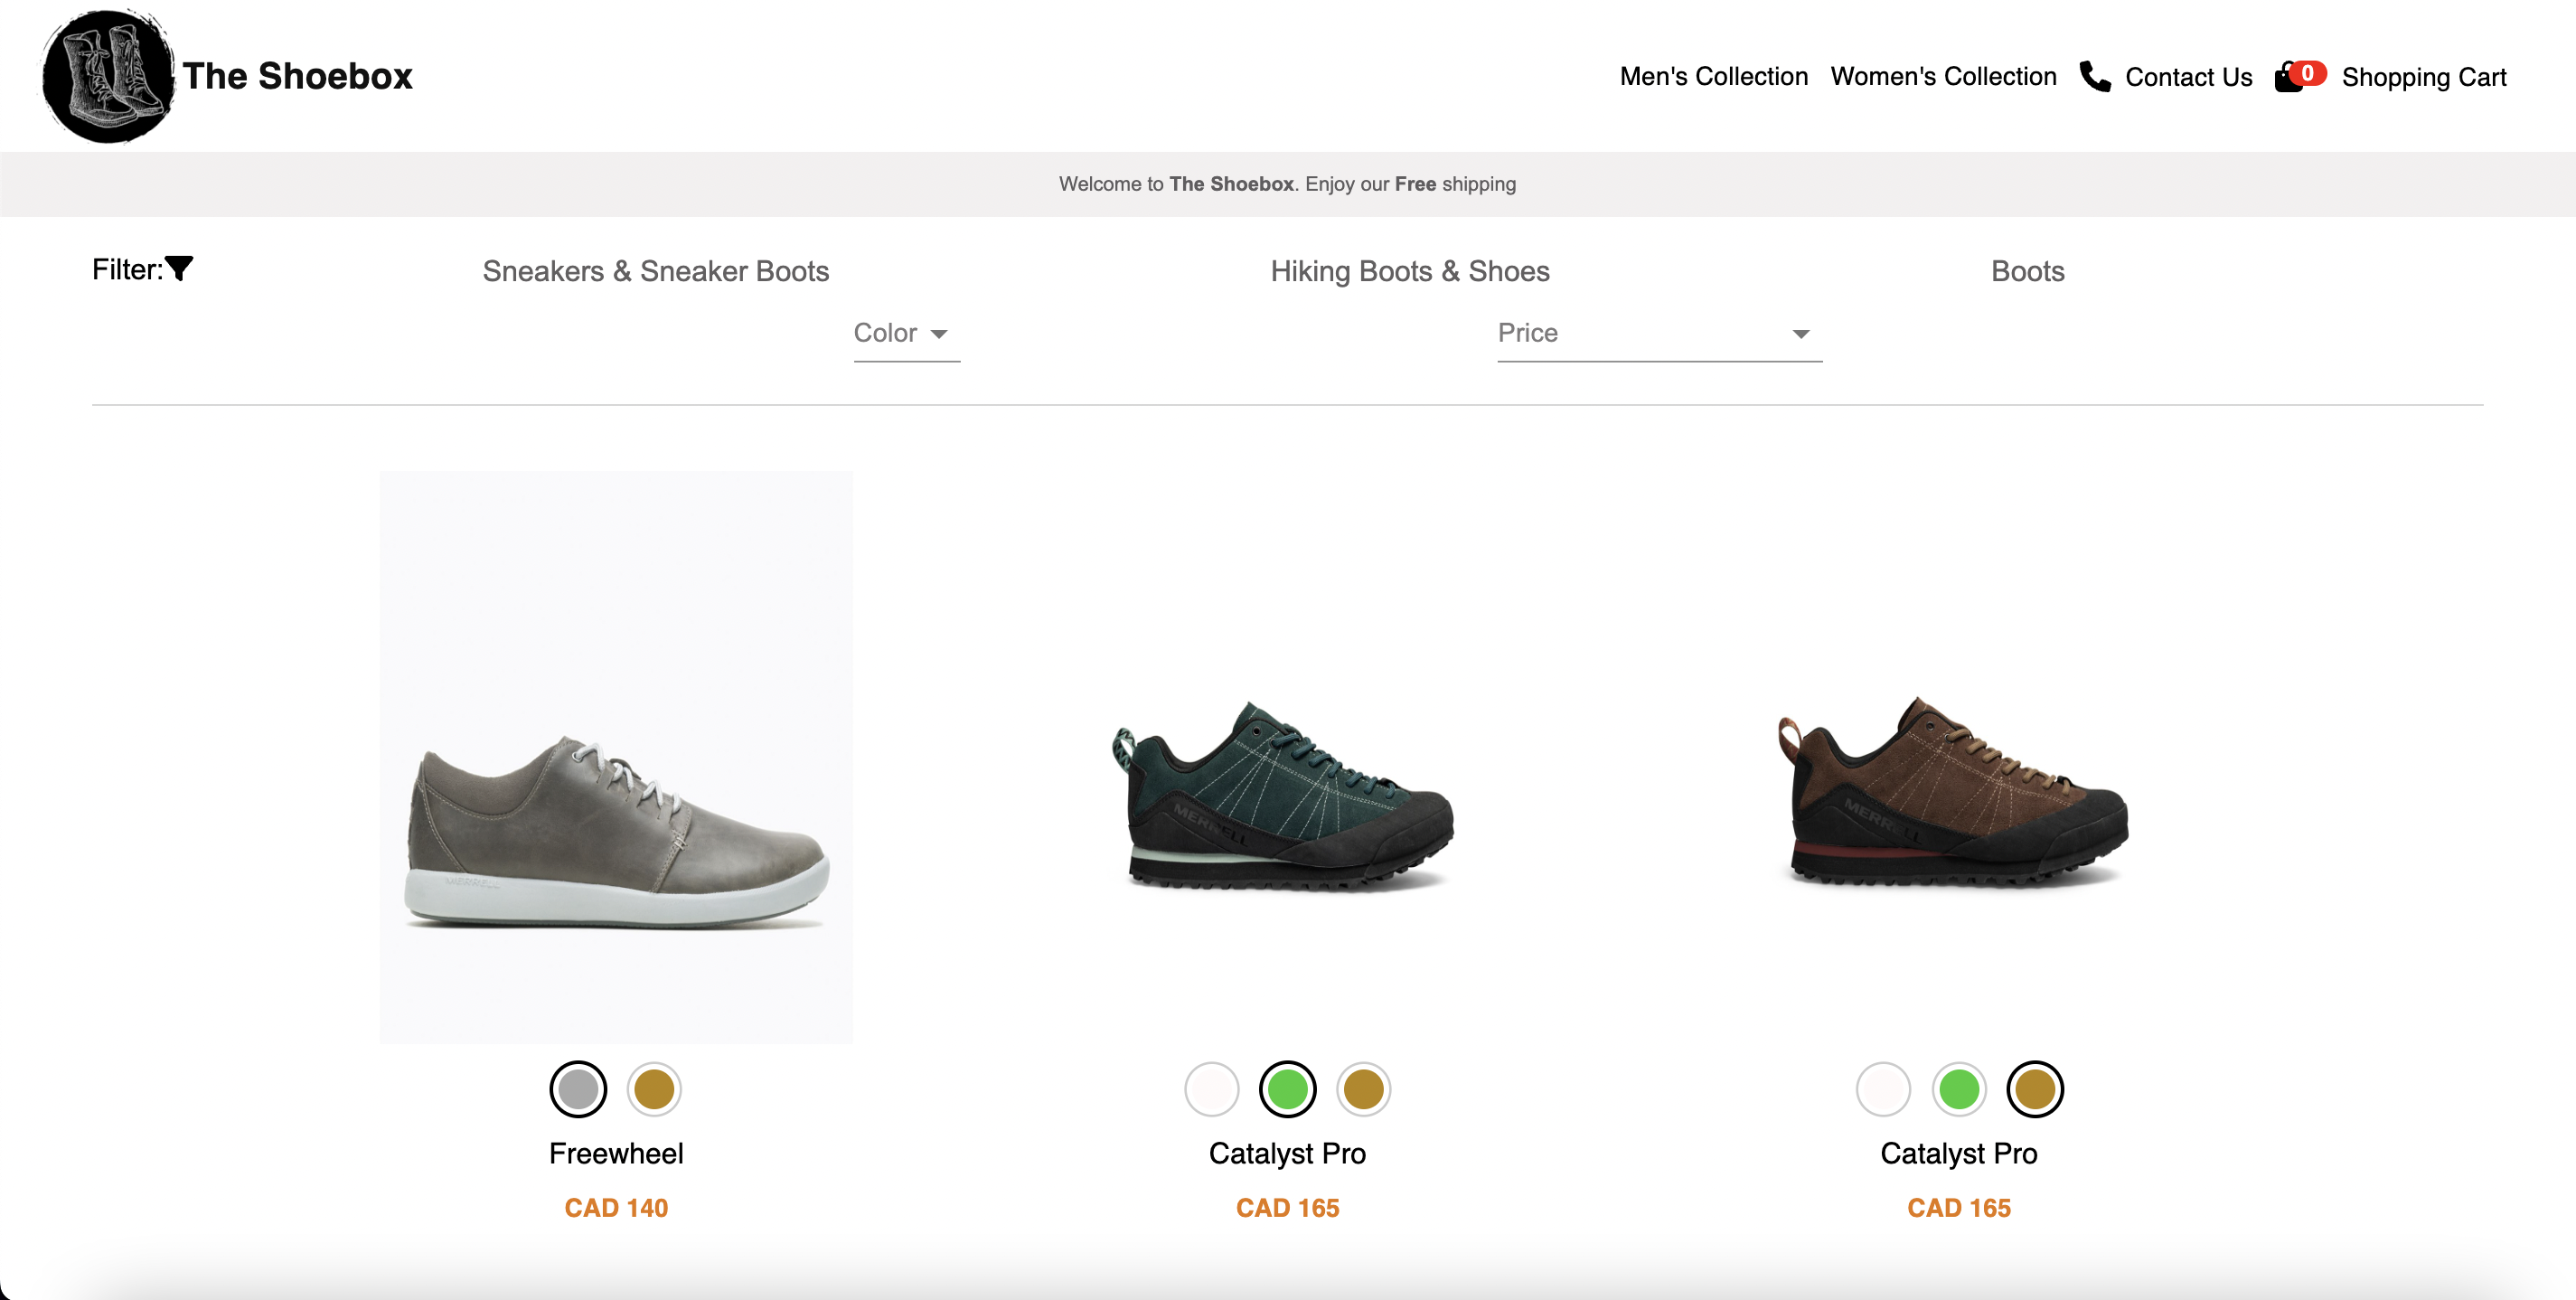 The Shoebox
Men's Collection Women's Collection Contact Us 0 Shopping Cart
Welcome to The Shoebox. Enjoy our Free shipping
Filter: Sneakers & Sneaker Boots Hiking Boots & Shoes Boots
Color Price
MERRELL
MERRELL
MERRELL
Freewheel Catalyst Pro Catalyst Pro
CAD 140 CAD 165 CAD 165